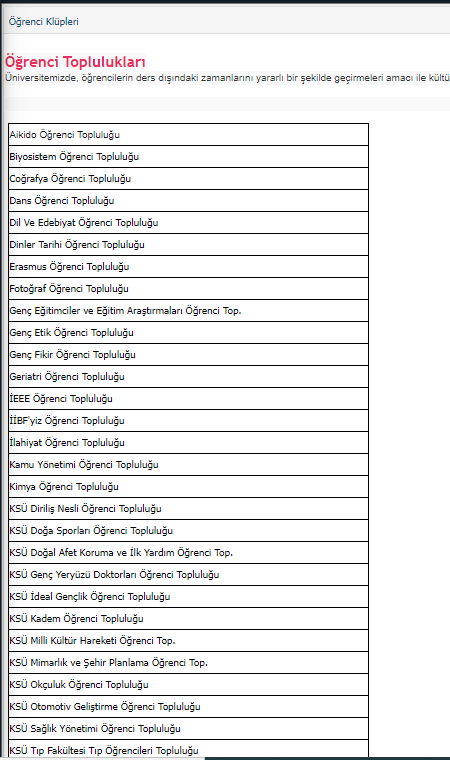 Öğrenci Klüpleri
Öğrenci Toplulukları
Üniversitemizde, öğrencilerin ders dışındaki zamanlarını yararlı bir şekilde geçirmeleri amacı ile kültü
Aikido Öğrenci Topluluğu
Biyosistem Öğrenci Topluluğu
Coğrafya Öğrenci Topluluğu
Dans Öğrenci Topluluğu
Dil Ve Edebiyat Öğrenci Topluluğu
Dinler Tarihi Öğrenci Topluluğu
Erasmus Öğrenci Topluluğu
Fotoğraf Öğrenci Topluluğu
Genç Eğitimciler ve Eğitim Araştırmaları Öğrenci Top.
Genç Etik Öğrenci Topluluğu
Genç Fikir Öğrenci Topluluğu
Geriatri Öğrenci Topluluğu
İEEE Öğrenci Topluluğu
İİBF'yiz Öğrenci Topluluğu
İlahiyat Öğrenci Topluluğu
Kamu Yönetimi Öğrenci Topluluğu
Kimya Öğrenci Topluluğu
KSÜ Diriliş Nesli Öğrenci Topluluğu
KSÜ Doğa Sporları Öğrenci Topluluğu
KSÜ Doğal Afet Koruma ve İlk Yardım Öğrenci Top.
KSÜ Genç Yeryüzü Doktorları Öğrenci Topluluğu
KSÜ İdeal Gençlik Öğrenci Topluluğu
KSÜ Kadem Öğrenci Topluluğu
KSÜ Milli Kültür Hareketi Öğrenci Top.
KSÜ Mimarlık ve Şehir Planlama Öğrenci Top.
KSÜ Okçuluk Öğrenci Topluluğu
KSÜ Otomotiv Geliştirme Öğrenci Topluluğu
KSÜ Sağlık Yönetimi Öğrenci Topluluğu
KSÜ Tıp Fakültesi Tıp Öğrencileri Topluluğu